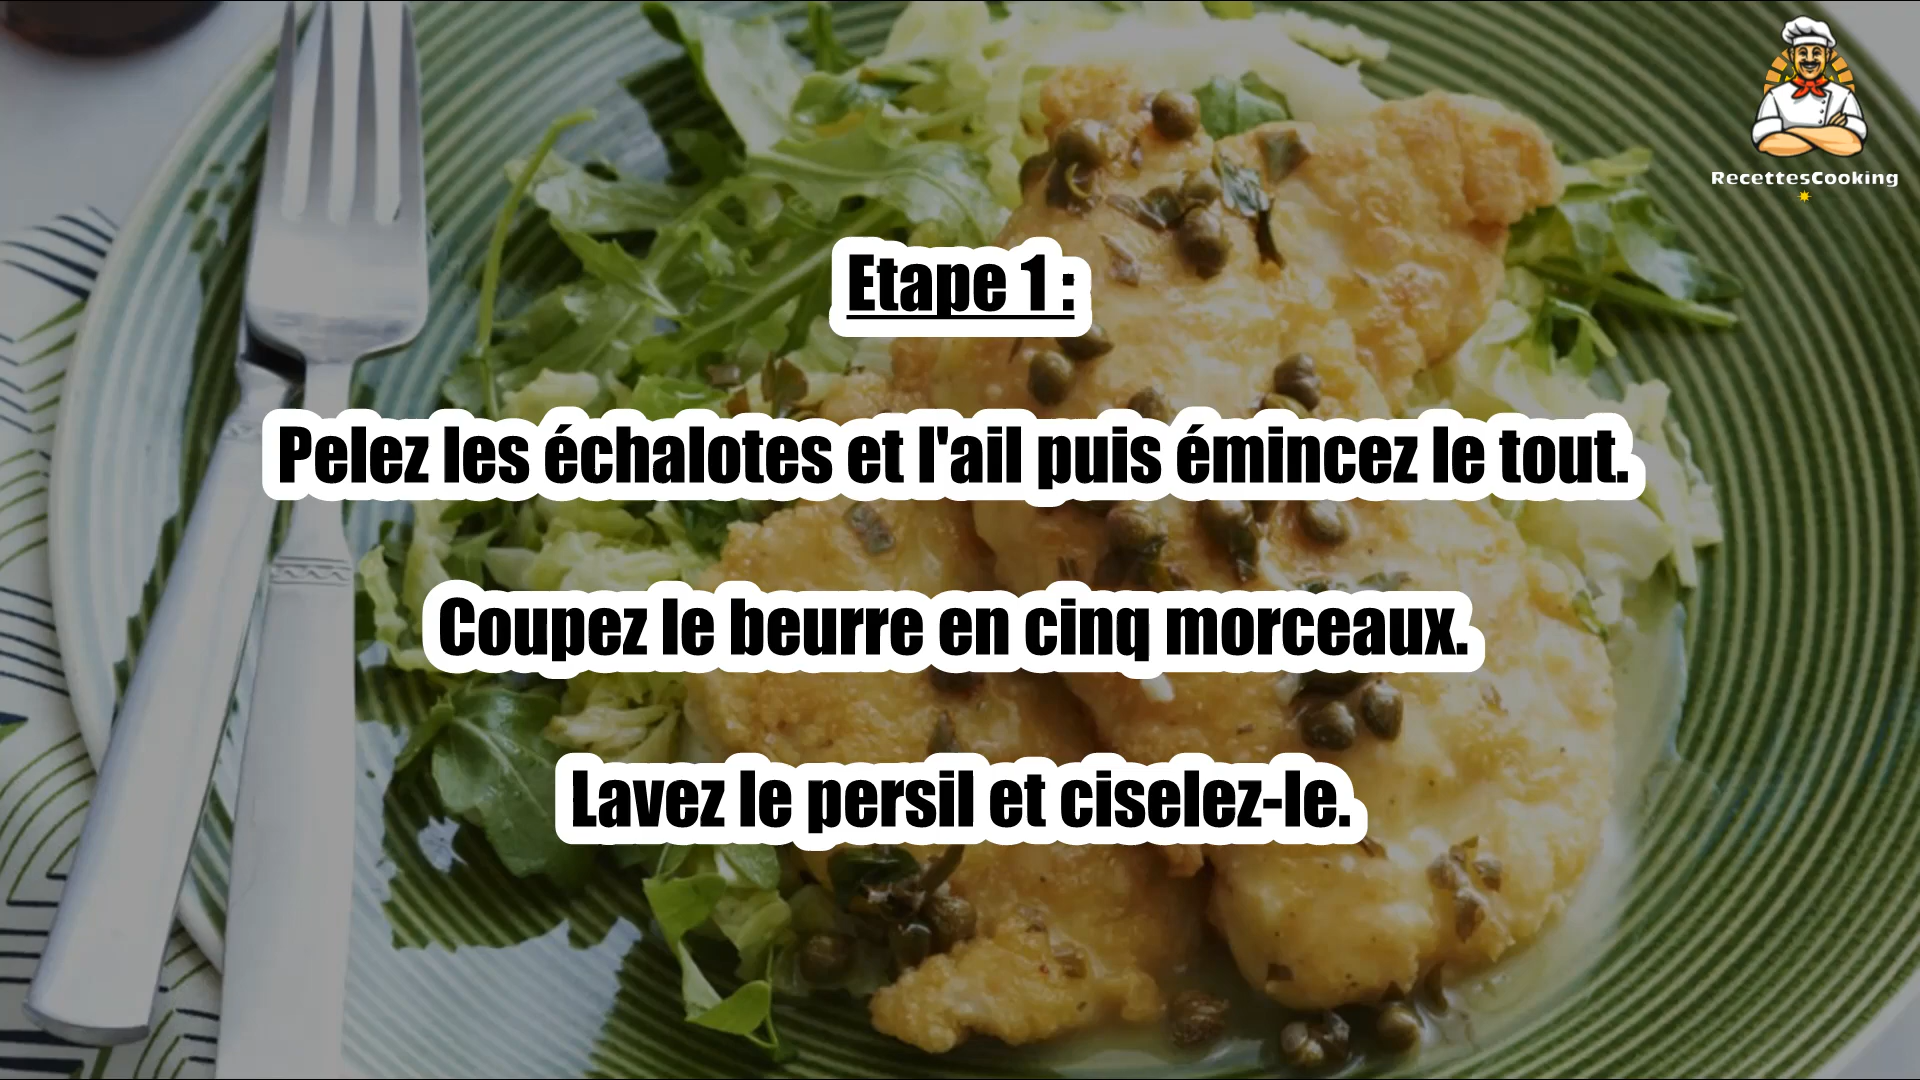 RecettesCooking
Etape 1 :
Pelez les échalotes et l'ail puis émincez le tout.
Coupez le beurre en cinq morceaux.
Lavez le persil et ciselez-le.